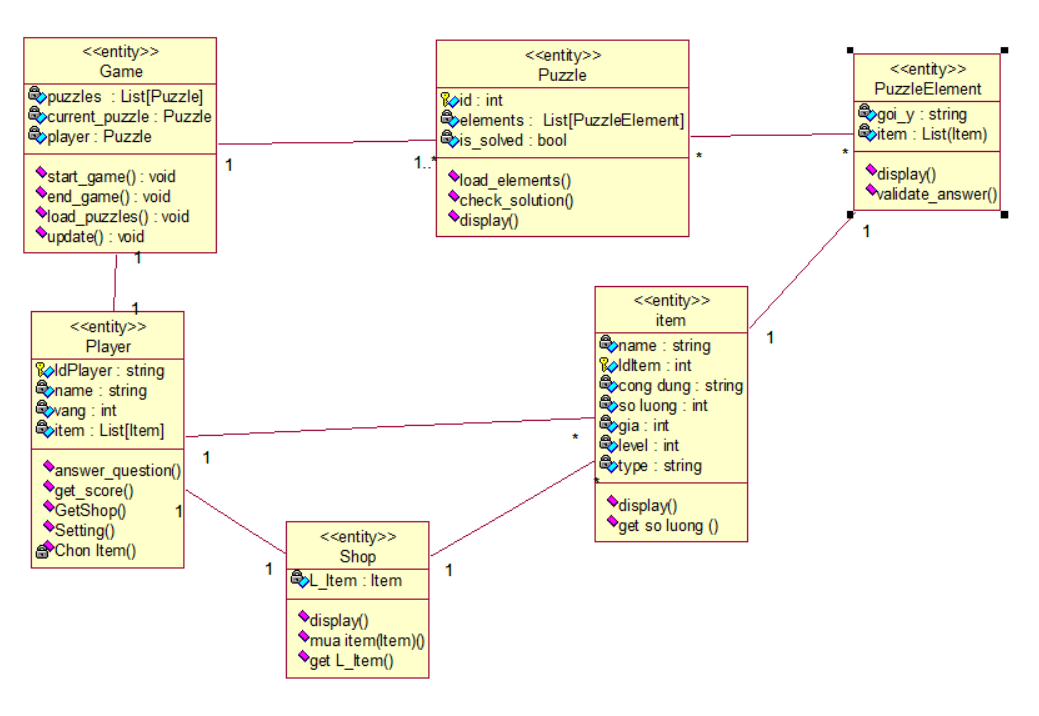 <<entity>>
Game
puzzles : List[Puzzle]
current_puzzle : Puzzle
player : Puzzle
start_game() : void
end_game() : void
load_puzzles() : void
update() : void
1
1..*
<<entity>>
Puzzle
id : int
elements : List[PuzzleElement]
is_solved : bool
load_elements()
check_solution()
display()
*
*
<<entity>>
PuzzleElement
goi_y : string
item : List(Item)
display()
validate_answer()
1
1
1
1
<<entity>>
Player
IdPlayer : string
name : string
vang : int
item : List[Item]
answer_question()
get_score()
GetShop()
Setting()
Chon Item()
1
*
1
1
<<entity>>
Shop
L_Item : Item
display()
mua item(Item)()
get L_Item()
1
*
<<entity>>
item
name : string
IdItem : int
cong dung : string
so luong : int
gia : int
level : int
type : string
display()
get so luong ()